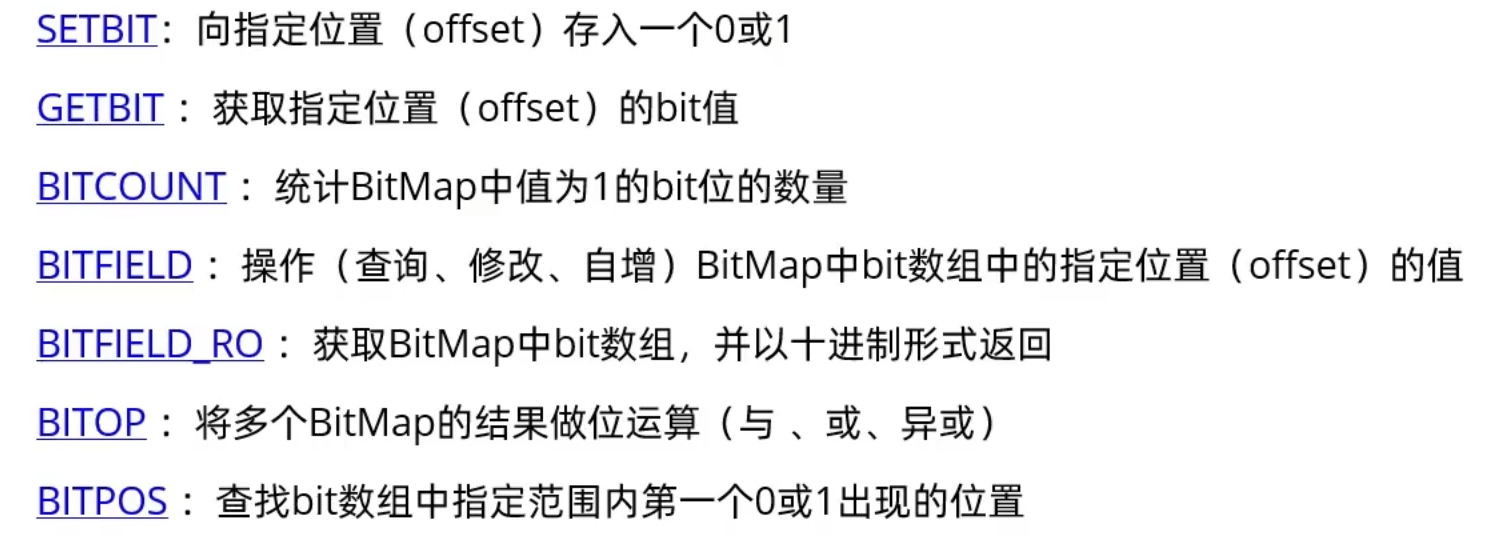 SETBIT：向指定位置（offset）存入一个0或1
GETBIT ：获取指定位置（offset）的bit值
BITCOUNT ：统计BitMap中值为1的bit位的数量
BITFIELD ：操作（查询、修改、自增）BitMap中bit数组中的指定位置（offset）的值
BITFIELD_RO ：获取BitMap中bit数组，并以十进制形式返回
BITOP ：将多个BitMap的结果做位运算（与 、或、异或）
BITPOS ：查找bit数组中指定范围内第一个0或1出现的位置